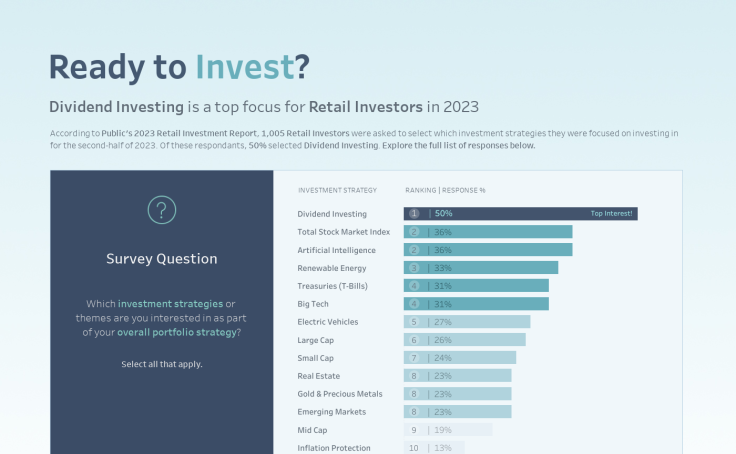 Ready to Invest?
Dividend Investing is a top focus for Retail Investors in 2023
According to Public's 2023 Retail Investment Report, 1,005 Retail Investors were asked to select which investment strategies they were focused on investing in
for the second-half of 2023. Of these respondants, 50% selected Dividend Investing. Explore the full list of responses below.
?
Survey Question
Which investment strategies or
themes are you interested in as part
of your overall portfolio strategy?
Select all that apply.
INVESTMENT STRATEGY RANKING | RESPONSE %
Dividend Investing 1 | 50% Top Interest!
Total Stock Market Index 2 | 36%
Artificial Intelligence 2 | 36%
Renewable Energy 3 | 33%
Treasuries (T-Bills) 4 | 31%
Big Tech 4 | 31%
Electric Vehicles 5 | 27%
Large Cap 6 | 26%
Small Cap 7 | 24%
Real Estate 8 | 23%
Gold & Precious Metals 8 | 23%
Emerging Markets 8 | 23%
Mid Cap 9 | 19%
Inflation Protection 10 | 13%